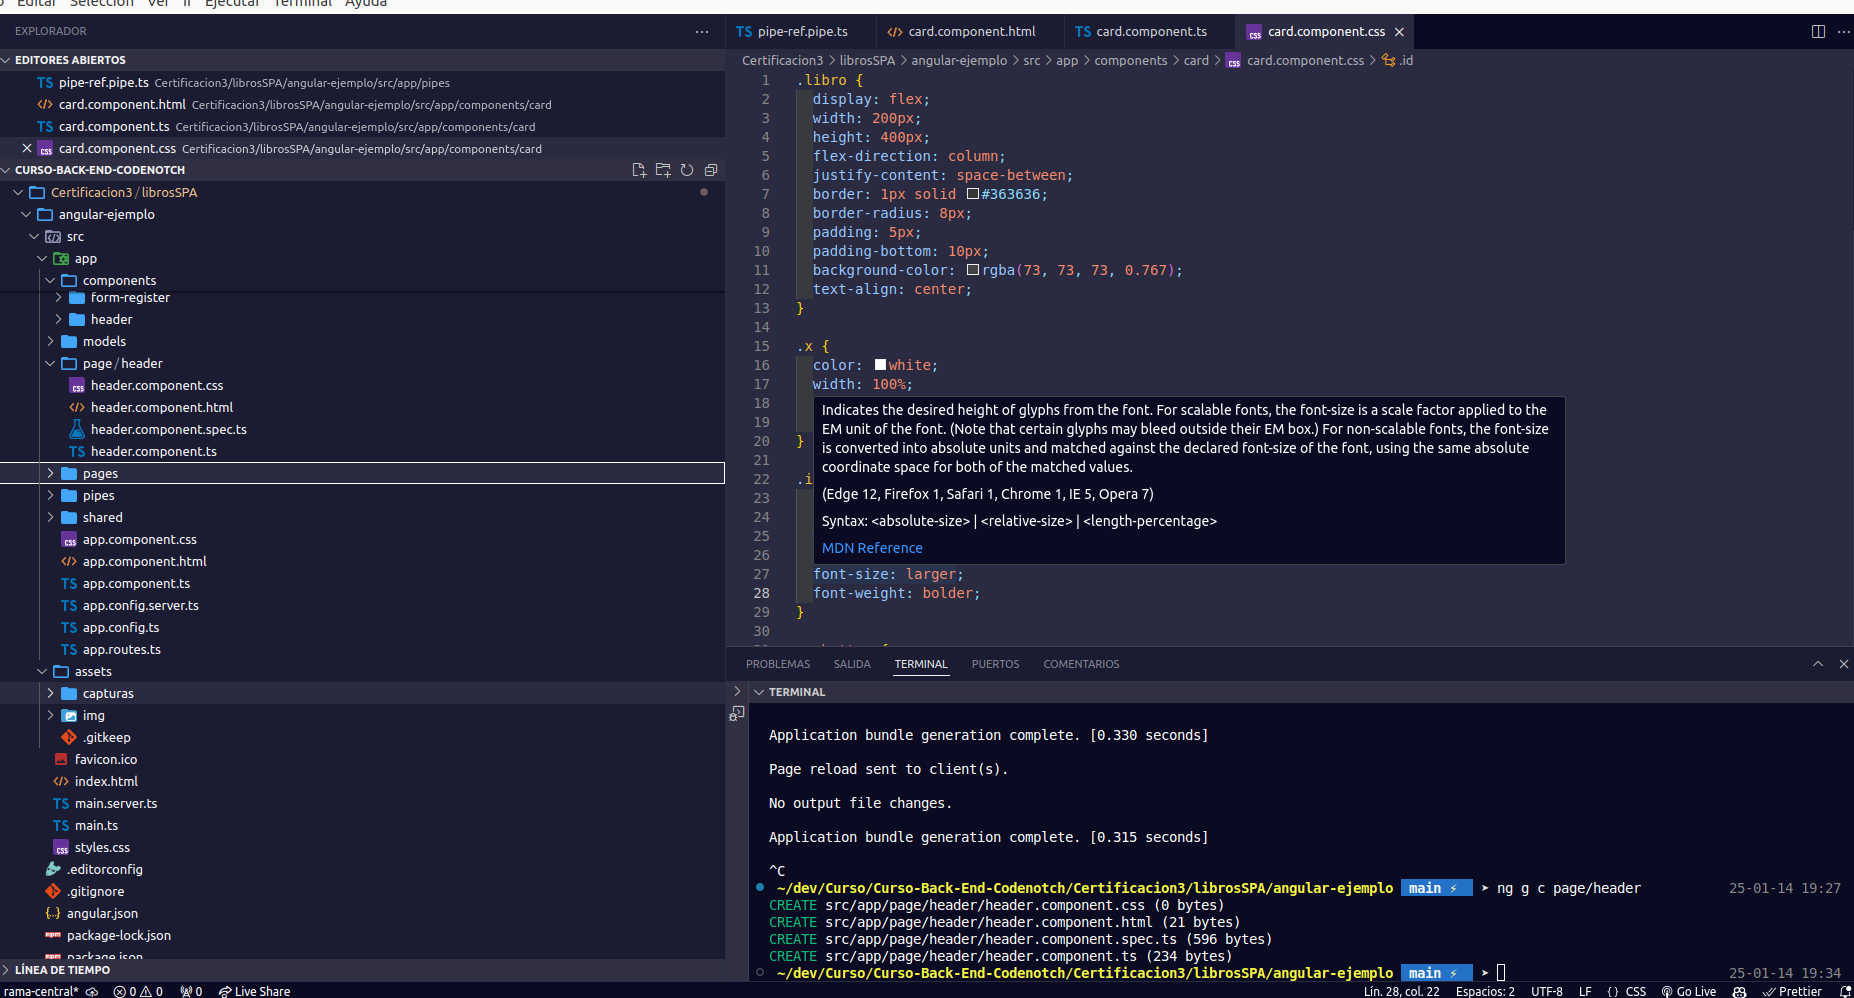 Editar Selección Ver Ir Ejecutar Terminal Ayuda
EXPLORADOR
EDITORES ABIERTOS
TS pipe-ref.pipe.ts Certificacion3/librosSPA/angular-ejemplo/src/app/pipes
card.component.html Certificacion3/librosSPA/angular-ejemplo/src/app/components/card
TS card.component.ts Certificacion3/librosSPA/angular-ejemplo/src/app/components/card
card.component.css Certificacion3/librosSPA/angular-ejemplo/src/app/components/card
CURSO-BACK-END-CODENOTCH
Certificacion3 / librosSPA
angular-ejemplo
src
app
components
form-register
header
models
page / header
header.component.css
header.component.html
header.component.spec.ts
TS header.component.ts
pages
pipes
shared
app.component.css
app.component.html
TS app.component.ts
TS app.config.server.ts
TS app.config.ts
TS app.routes.ts
assets
capturas
img
.gitkeep
favicon.ico
index.html
TS main.server.ts
TS main.ts
styles.css
.editorconfig
.gitignore
angular.json
package-lock.json
package.json
LÍNEA DE TIEMPO
TS pipe-ref.pipe.ts card.component.html TS card.component.ts card.component.css
Certificacion3 > librosSPA > angular-ejemplo > src > app > components > card > card.component.css > .id
1 .libro {
2 display: flex;
3 width: 200px;
4 height: 400px;
5 flex-direction: column;
6 justify-content: space-between;
7 border: 1px solid #363636;
8 border-radius: 8px;
9 padding: 5px;
10 padding-bottom: 10px;
11 background-color: rgba(73, 73, 73, 0.767);
12 text-align: center;
13 }
14
15 .x {
16 color: white;
17 width: 100%;
18
19
20 }
21
22 .i
23
24
25
26
27 font-size: larger;
28 font-weight: bolder;
29 }
30
Indicates the desired height of glyphs from the font. For scalable fonts, the font-size is a scale factor applied to the
EM unit of the font. (Note that certain glyphs may bleed outside their EM box.) For non-scalable fonts, the font-size
is converted into absolute units and matched against the declared font-size of the font, using the same absolute
coordinate space for both of the matched values.
(Edge 12, Firefox 1, Safari 1, Chrome 1, IE 5, Opera 7)
Syntax: <absolute-size> | <relative-size> | <length-percentage>
MDN Reference
PROBLEMAS SALIDA TERMINAL PUERTOS COMENTARIOS
TERMINAL
Application bundle generation complete. [0.330 seconds]
Page reload sent to client(s).
No output file changes.
Application bundle generation complete. [0.315 seconds]
^C
~/dev/Curso/Curso-Back-End-Codenotch/Certificacion3/librosSPA/angular-ejemplo main ⚡ ➤ ng g c page/header 25-01-14 19:27
CREATE src/app/page/header/header.component.css (0 bytes)
CREATE src/app/page/header/header.component.html (21 bytes)
CREATE src/app/page/header/header.component.spec.ts (596 bytes)
CREATE src/app/page/header/header.component.ts (234 bytes)
~/dev/Curso/Curso-Back-End-Codenotch/Certificacion3/librosSPA/angular-ejemplo main ⚡ ➤ 25-01-14 19:34
rama-central* 0 0 0 Live Share Lín. 28, col. 22 Espacios: 2 UTF-8 LF {} CSS Go Live Prettier